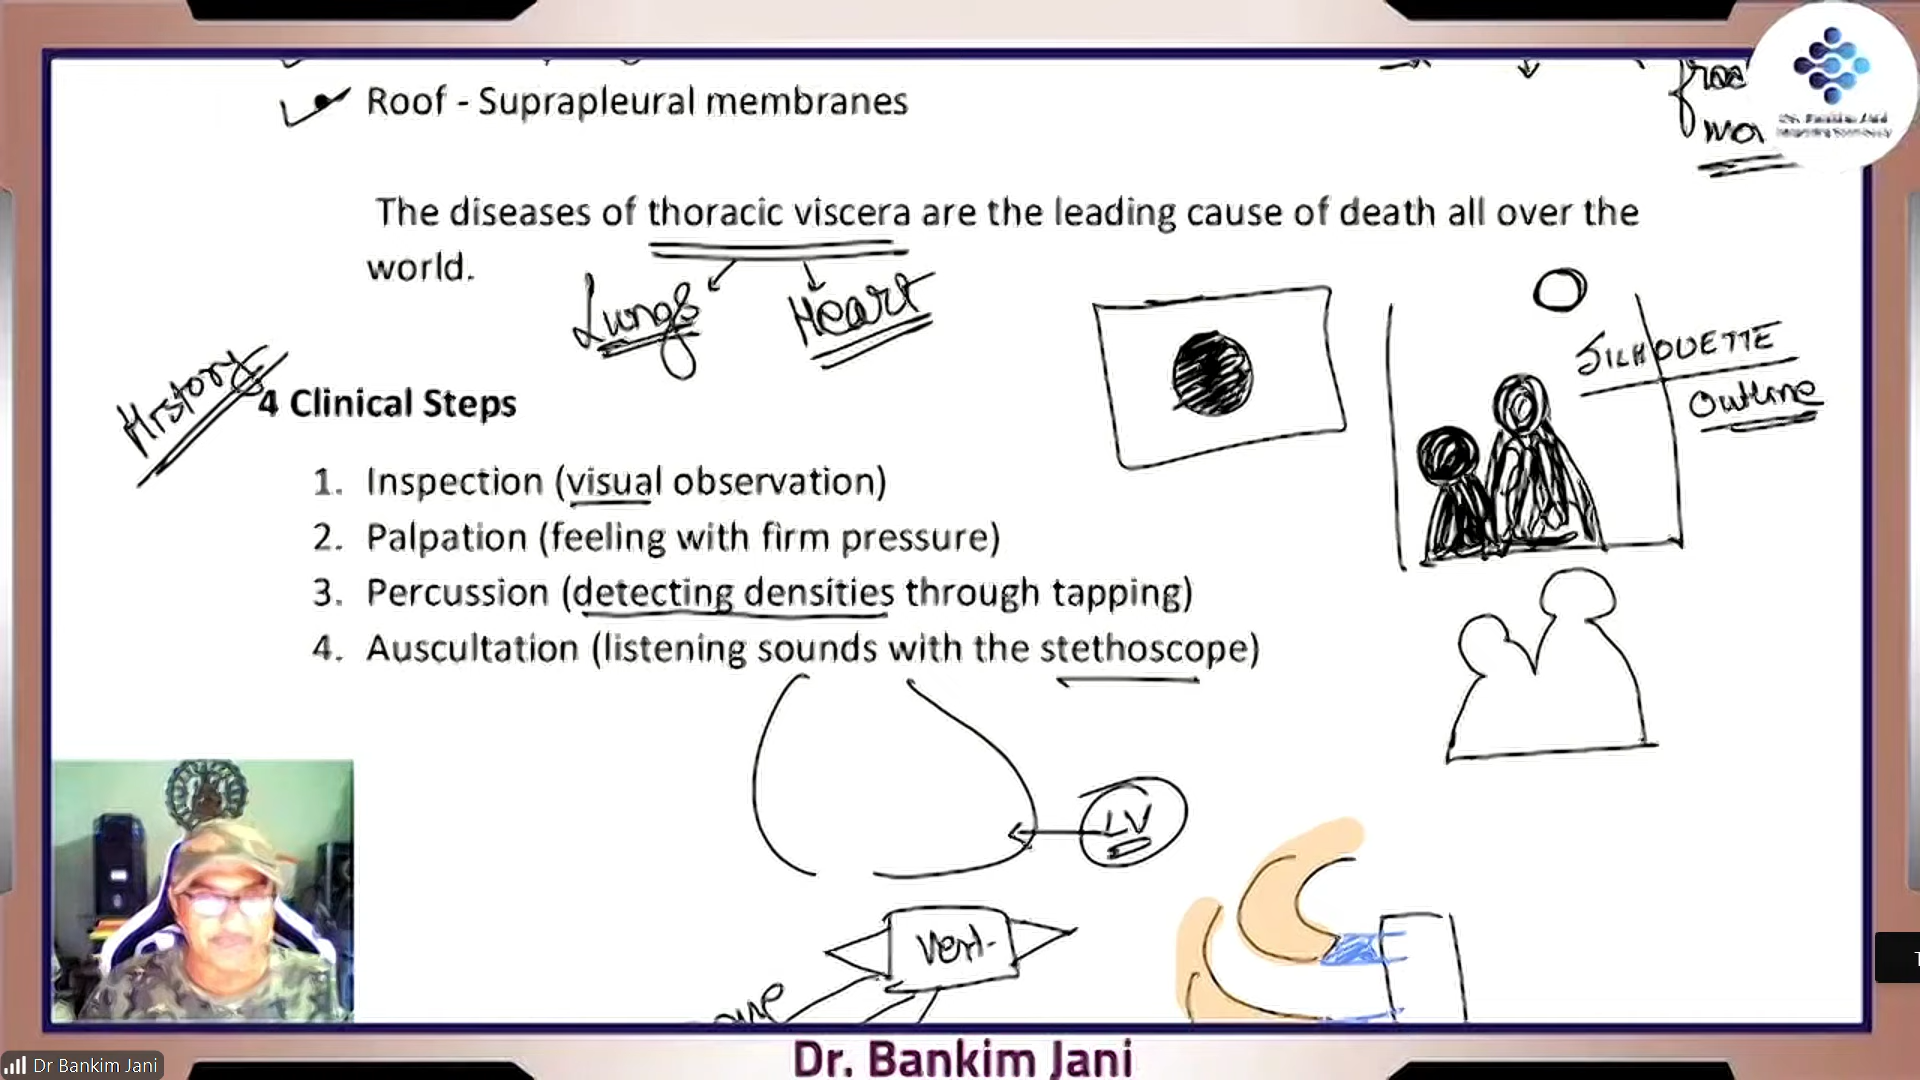 Roof - Suprapleural membranes
The diseases of thoracic viscera are the leading cause of death all over the
world.
Lungs
Heart
SILHOUETTE
Outline
History
4 Clinical Steps
1. Inspection (visual observation)
2. Palpation (feeling with firm pressure)
3. Percussion (detecting densities through tapping)
4. Auscultation (listening sounds with the stethoscope)
LV
Vert.
Dr. Bankim Jani
Dr. Bankim Jani
Dr Bankim Jani